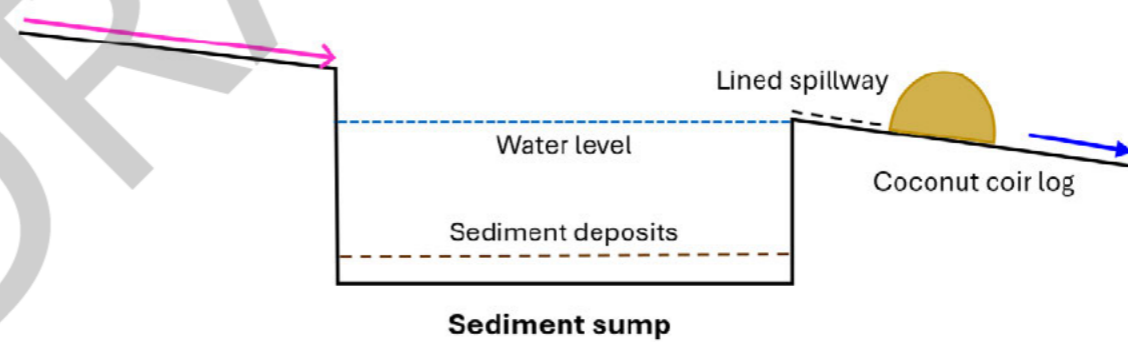 Lined spillway
Water level
Coconut coir log
Sediment deposits
Sediment sump